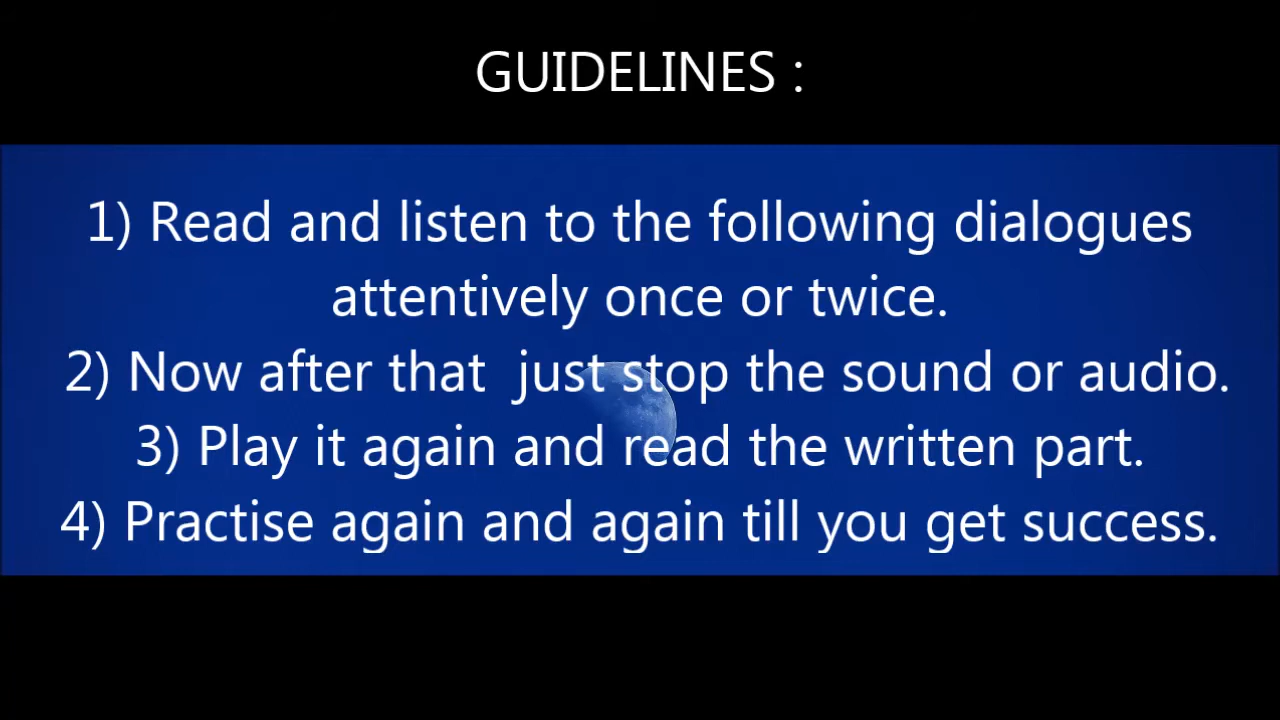 GUIDELINES :
1) Read and listen to the following dialogues
attentively once or twice.
2) Now after that  just stop the sound or audio.
3) Play it again and read the written part.
4) Practise again and again till you get success.